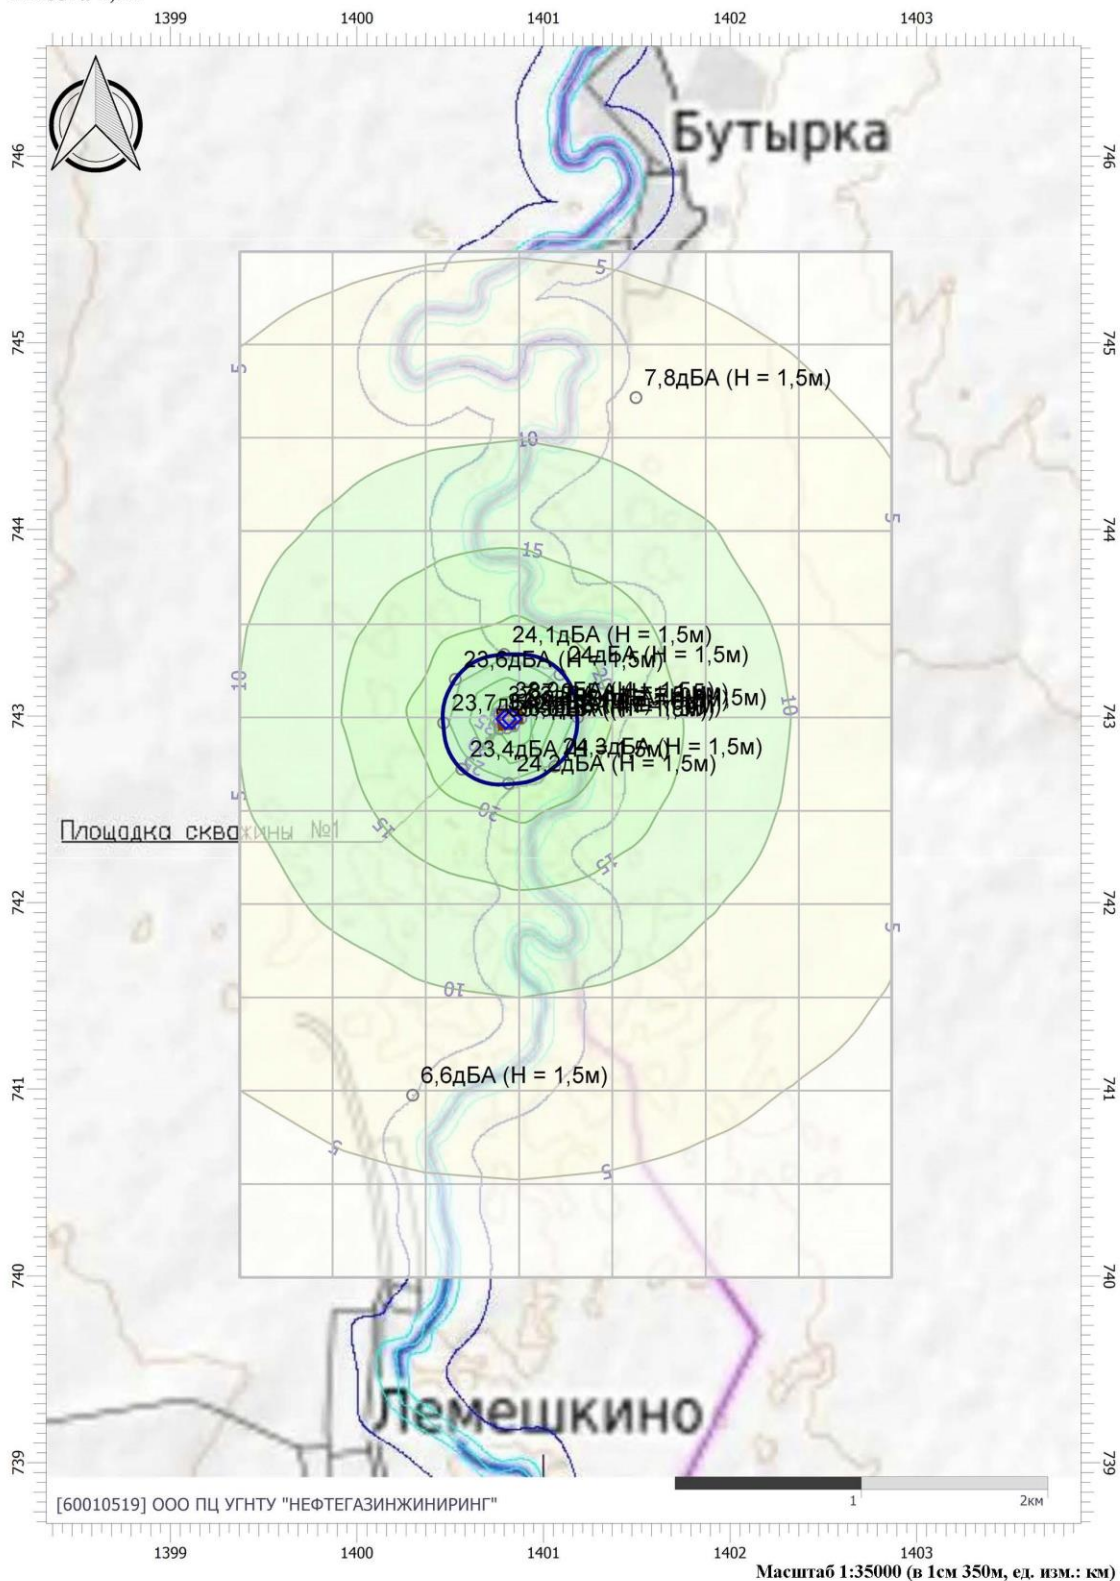 1399 1400 1401 1402 1403
Бутырка
746 746
5
745 745
5
7,8дБА (H = 1,5м)
10
744 744
5
15
24,1дБА (H = 1,5м)
24дБА (H = 1,5м)
23,6дБА (H = 1,5м)
10
23,7д
10
743 743
23,4дБА
24,3дБА (H = 1,5м)
24,2дБА (H = 1,5м)
5
20
15
Площадка скважины №1
15
742 742
5
10
741 741
6,6дБА (H = 1,5м)
5
5
740 740
Лемешкино
739 739
1 2км
[60010519] ООО ПЦ УГНТУ "НЕФТЕГАЗИНЖИНИРИНГ"
1399 1400 1401 1402 1403
Масштаб 1:35000 (в 1см 350м, ед. изм.: км)